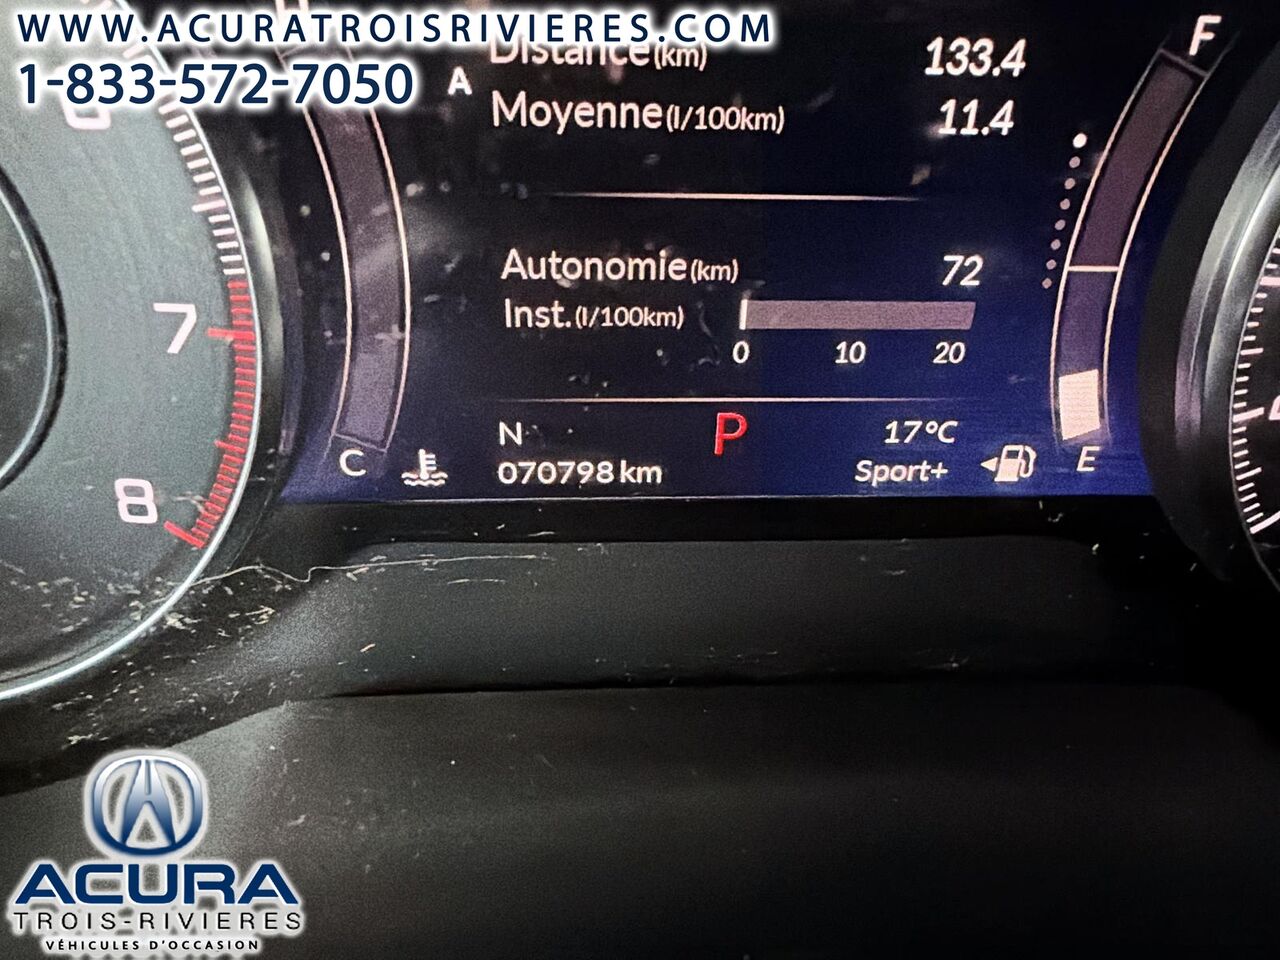 WWW.ACURATROISRIVIERES.COM
1-833-572-7050
Distance(km) 133.4
A
Moyenne(l/100km) 11.4
F
Autonomie(km) 72
Inst.(l/100km)
0 10 20
7
8
N P 17°C
C 070798 km Sport+ E
ACURA
TROIS-RIVIERES
VÉHICULES D'OCCASION